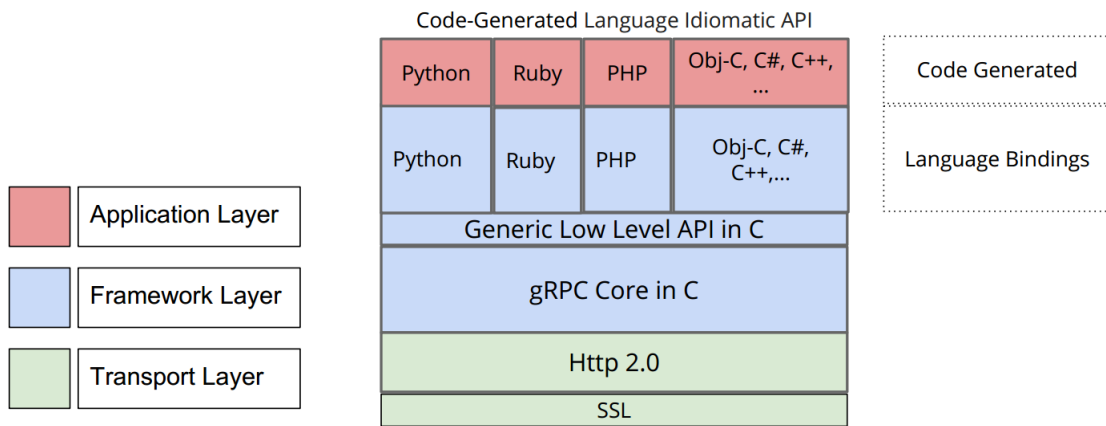 Code-Generated Language Idiomatic API
Python
Ruby
PHP
Obj-C, C#, C++,
...
Code Generated
Python
Ruby
PHP
Obj-C, C#,
C++,...
Language Bindings
Application Layer
Generic Low Level API in C
Framework Layer
gRPC Core in C
Transport Layer
Http 2.0
SSL